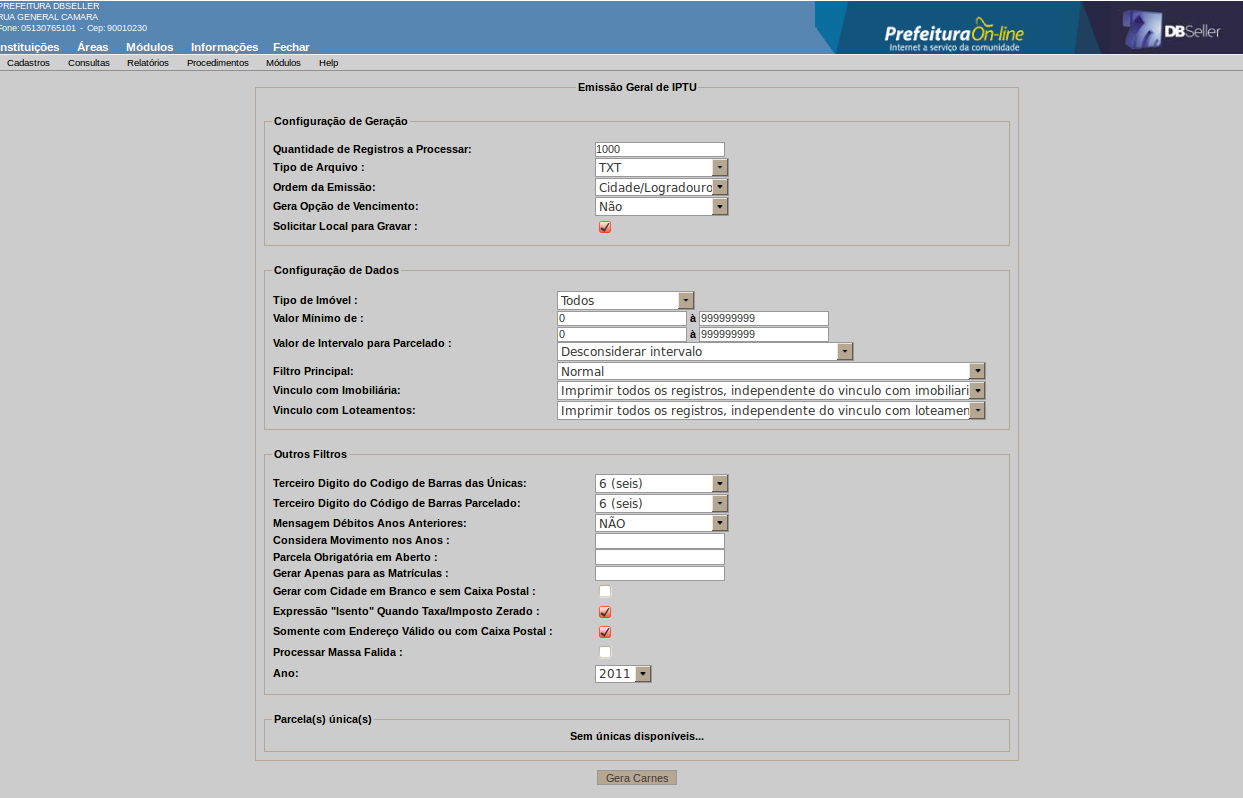 PREFEITURA DBSELLER
RUA GENERAL CAMARA
Fone: 05130765101 - Cep: 90010230
nstituições Áreas Módulos Informações Fechar
PrefeituraOn-line
Internet a serviço da comunidade
DBSeller
Cadastros Consultas Relatórios Procedimentos Módulos Help
Emissão Geral de IPTU
Configuração de Geração
Quantidade de Registros a Processar: 1000
Tipo de Arquivo : TXT
Ordem da Emissão: Cidade/Logradouro
Gera Opção de Vencimento: Não
Solicitar Local para Gravar :
Configuração de Dados
Tipo de Imóvel : Todos
Valor Mínimo de : 0 à 999999999
0 à 999999999
Valor de Intervalo para Parcelado :
Desconsiderar intervalo
Filtro Principal: Normal
Vinculo com Imobiliária: Imprimir todos os registros, independente do vinculo com imobiliari
Vinculo com Loteamentos: Imprimir todos os registros, independente do vinculo com loteamen
Outros Filtros
Terceiro Digito do Codigo de Barras das Únicas: 6 (seis)
Terceiro Digito do Código de Barras Parcelado: 6 (seis)
Mensagem Débitos Anos Anteriores: NÃO
Considera Movimento nos Anos :
Parcela Obrigatória em Aberto :
Gerar Apenas para as Matrículas :
Gerar com Cidade em Branco e sem Caixa Postal :
Expressão "Isento" Quando Taxa/Imposto Zerado :
Somente com Endereço Válido ou com Caixa Postal :
Processar Massa Falida :
Ano: 2011
Parcela(s) única(s)
Sem únicas disponíveis...
Gera Carnes